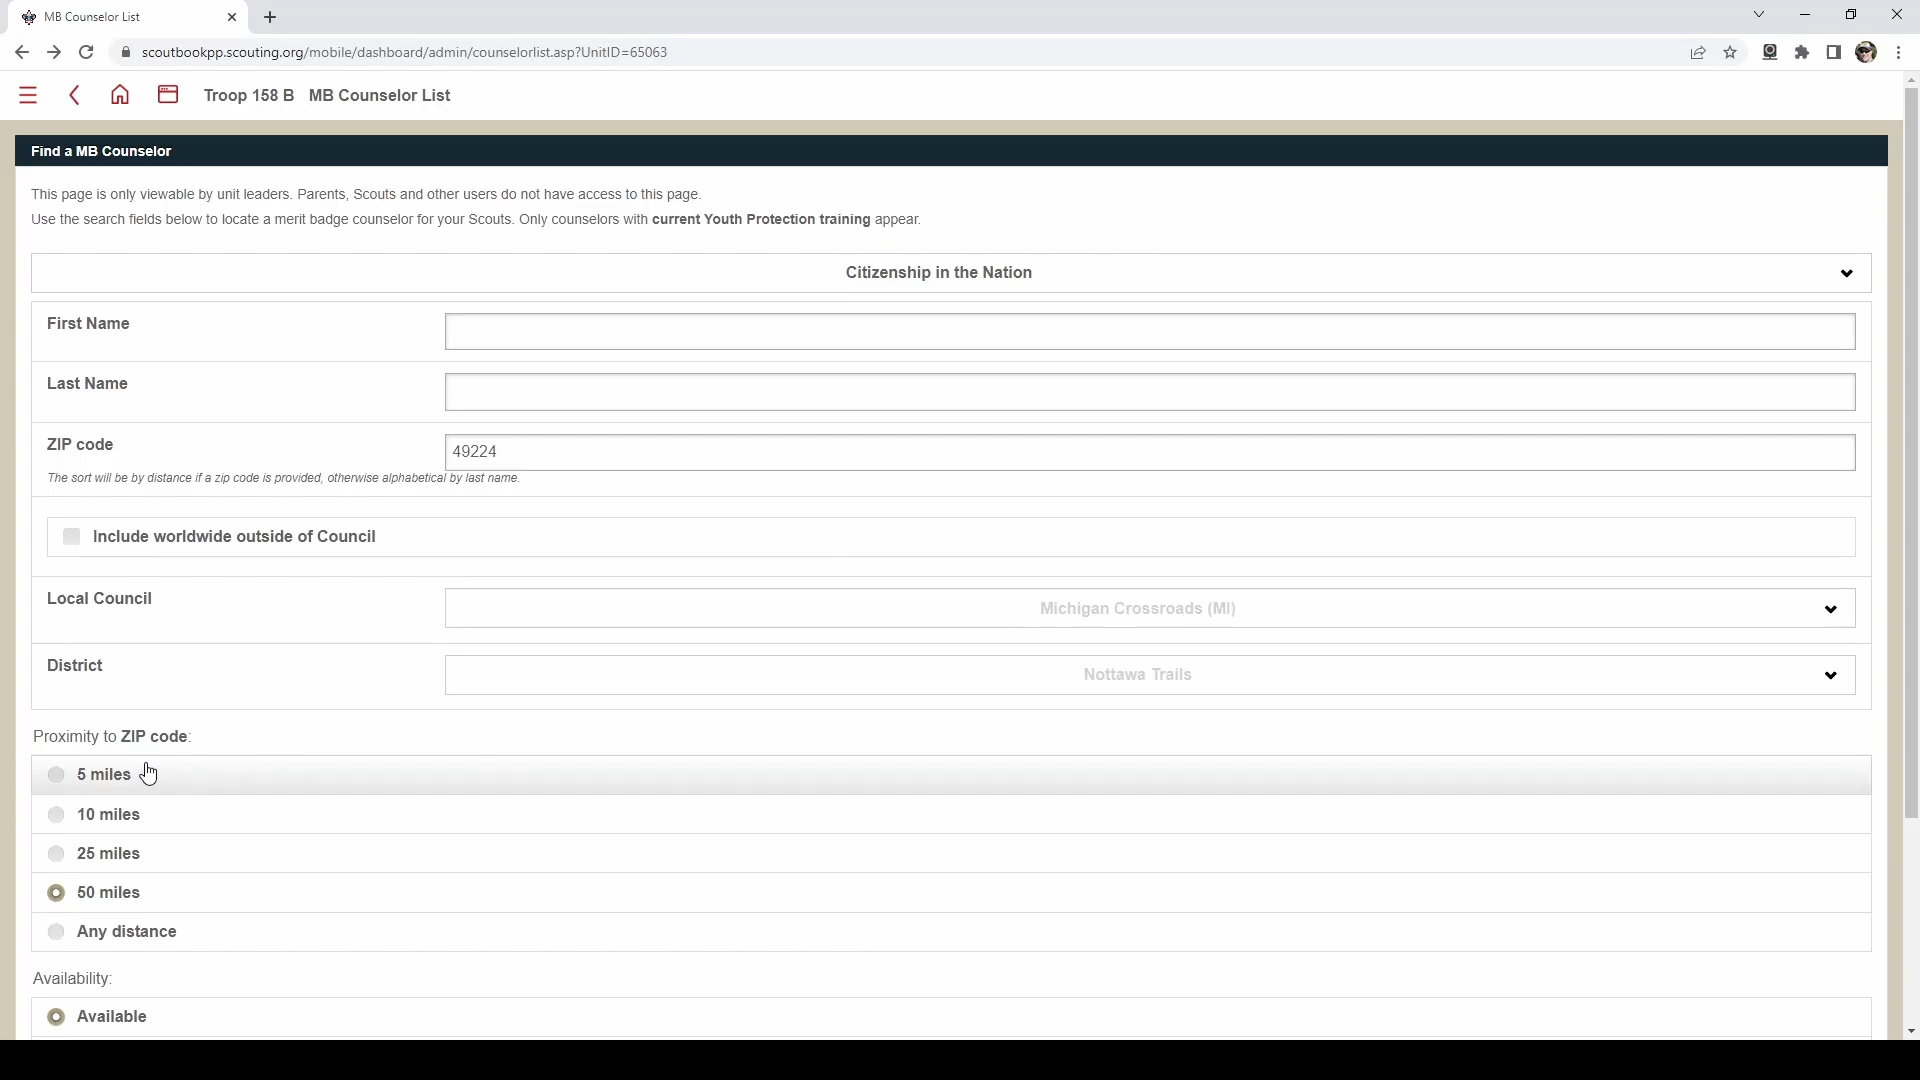 MB Counselor List
scoutbookpp.scouting.org/mobile/dashboard/admin/counselorlist.asp?UnitID=65063
Troop 158 B MB Counselor List
Find a MB Counselor
This page is only viewable by unit leaders. Parents, Scouts and other users do not have access to this page.
Use the search fields below to locate a merit badge counselor for your Scouts. Only counselors with current Youth Protection training appear.
Citizenship in the Nation
First Name
Last Name
ZIP code
49224
The sort will be by distance if a zip code is provided, otherwise alphabetical by last name.
Include worldwide outside of Council
Local Council
Michigan Crossroads (MI)
District
Nottawa Trails
Proximity to ZIP code:
5 miles
10 miles
25 miles
50 miles
Any distance
Availability:
Available